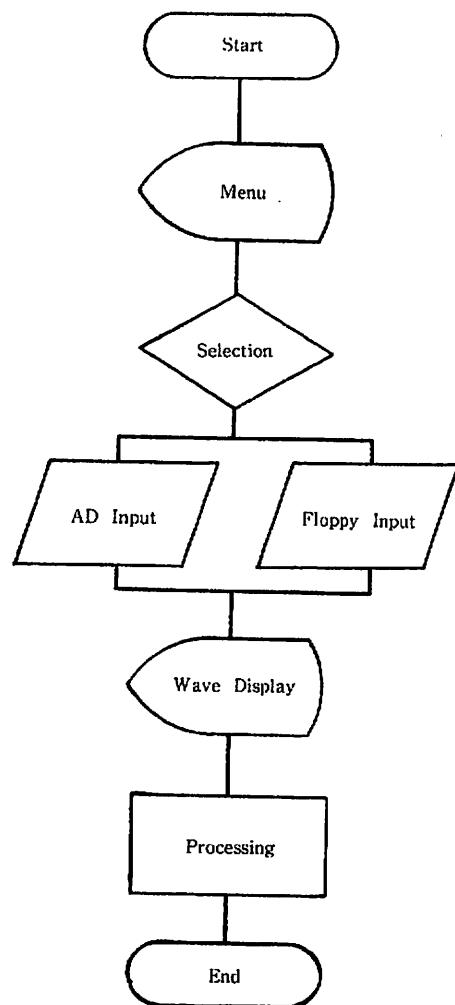 Start
Menu
Selection
AD Input
Floppy Input
Wave Display
Processing
End